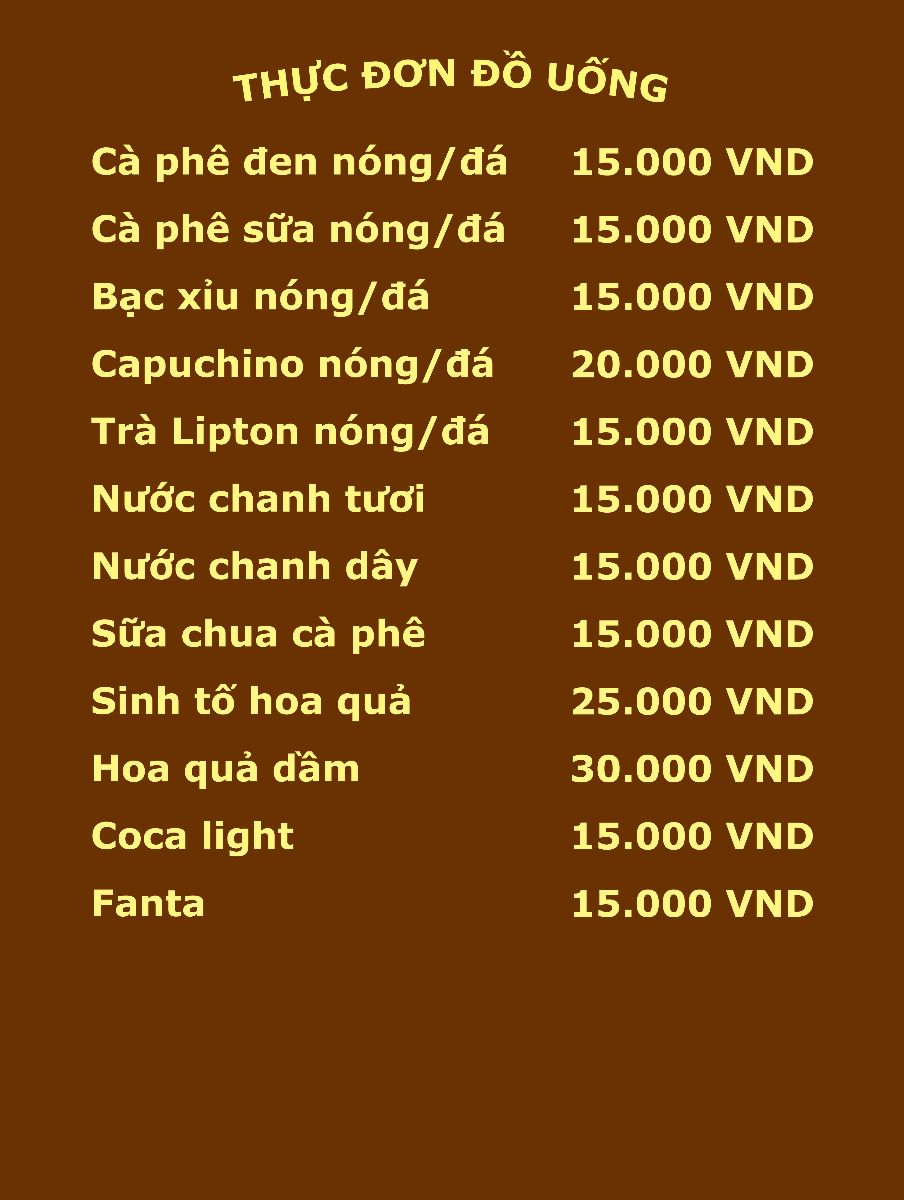 THỰC ĐƠN ĐỒ UỐNG
Cà phê đen nóng/đá 15.000 VND
Cà phê sữa nóng/đá 15.000 VND
Bạc xỉu nóng/đá 15.000 VND
Capuchino nóng/đá 20.000 VND
Trà Lipton nóng/đá 15.000 VND
Nước chanh tươi 15.000 VND
Nước chanh dây 15.000 VND
Sữa chua cà phê 15.000 VND
Sinh tố hoa quả 25.000 VND
Hoa quả dầm 30.000 VND
Coca light 15.000 VND
Fanta 15.000 VND